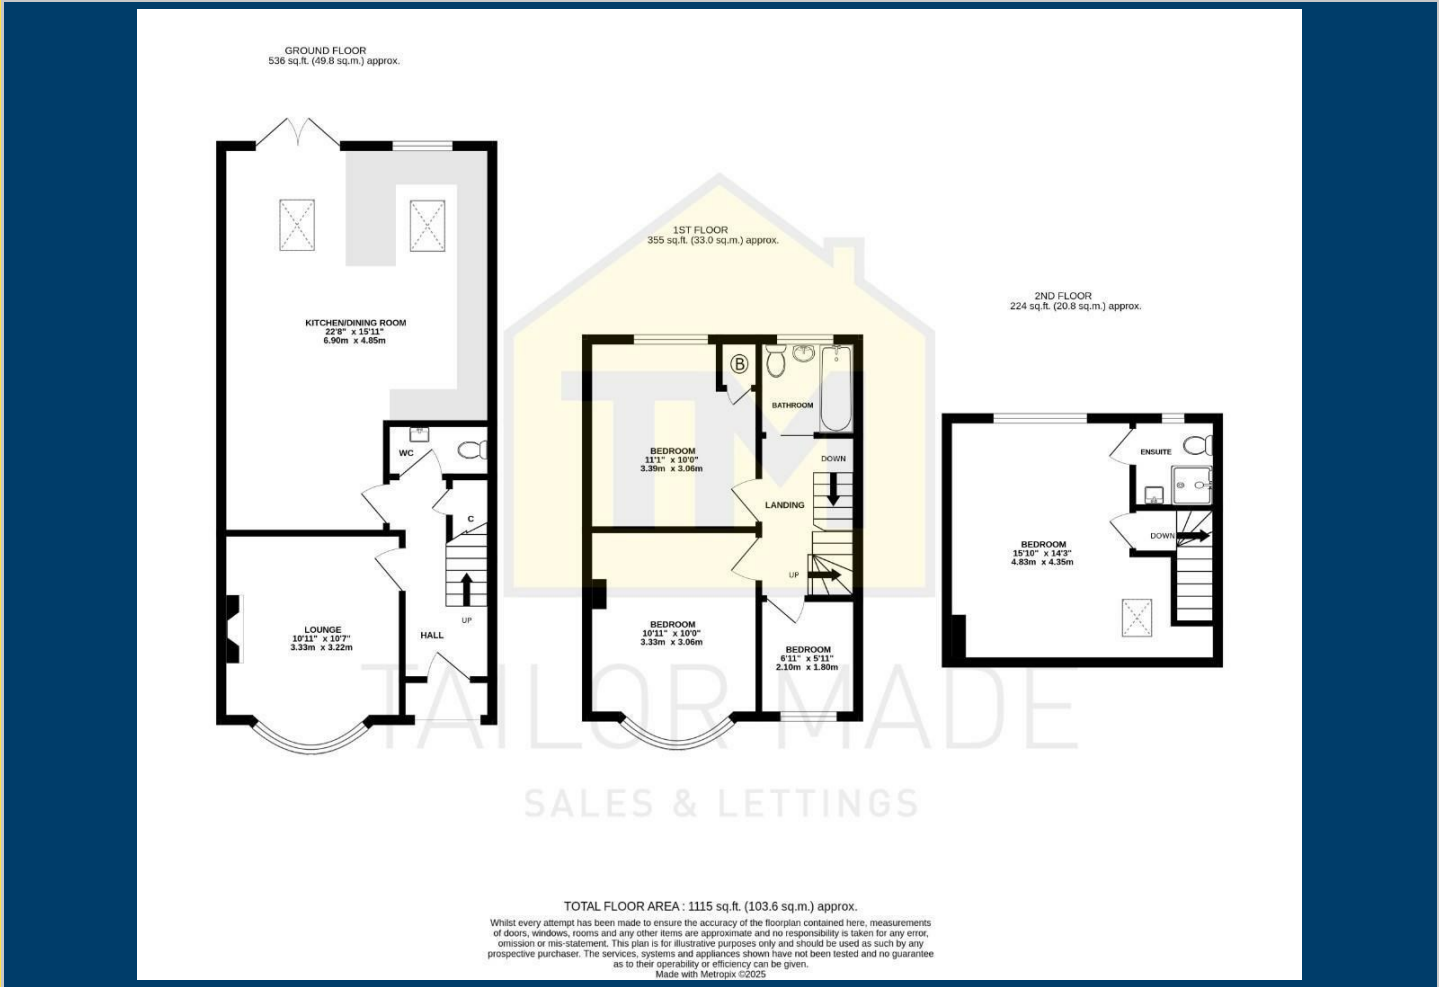 GROUND FLOOR
536 sq.ft. (49.8 sq.m.) approx.
KITCHEN/DINING ROOM
22'8" x 15'11"
6.90m x 4.85m
WC
C
LOUNGE
10'11" x 10'7"
3.33m x 3.22m
HALL
UP
1ST FLOOR
355 sq.ft. (33.0 sq.m.) approx.
B
BATHROOM
BEDROOM
11'1" x 10'0"
3.39m x 3.06m
DOWN
LANDING
UP
BEDROOM
10'11" x 10'0"
3.33m x 3.06m
BEDROOM
6'11" x 5'11"
2.10m x 1.80m
2ND FLOOR
224 sq.ft. (20.8 sq.m.) approx.
ENSUITE
DOWN
BEDROOM
15'10" x 14'3"
4.83m x 4.35m
TM
TAILOR MADE
SALES & LETTINGS
TOTAL FLOOR AREA : 1115 sq.ft. (103.6 sq.m.) approx.
Whilst every attempt has been made to ensure the accuracy of the floorplan contained here, measurements
of doors, windows, rooms and any other items are approximate and no responsibility is taken for any error,
omission or mis-statement. This plan is for illustrative purposes only and should be used as such by any
prospective purchaser. The services, systems and appliances shown have not been tested and no guarantee
as to their operability or efficiency can be given.
Made with Metropix ©2025